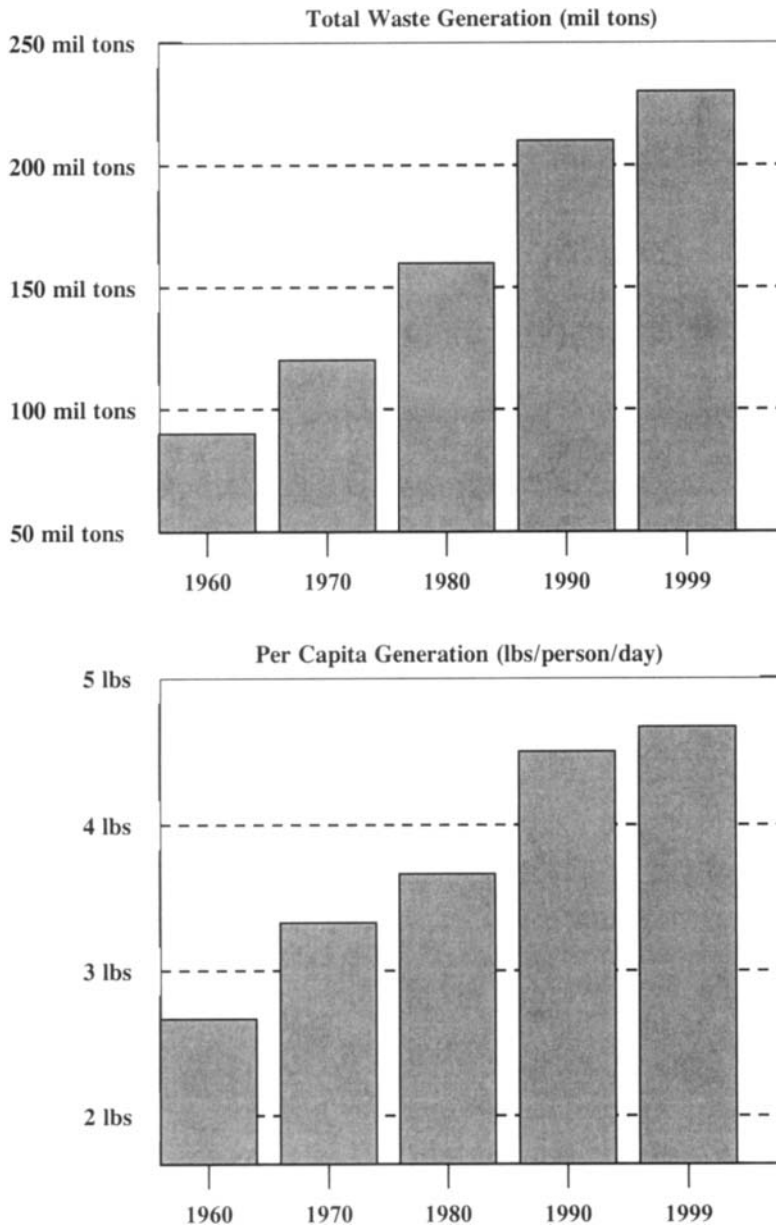 Total Waste Generation (mil tons)
250 mil tons
200 mil tons
150 mil tons
100 mil tons
50 mil tons
1960 1970 1980 1990 1999
Per Capita Generation (lbs/person/day)
5 lbs
4 lbs
3 lbs
2 lbs
1960 1970 1980 1990 1999